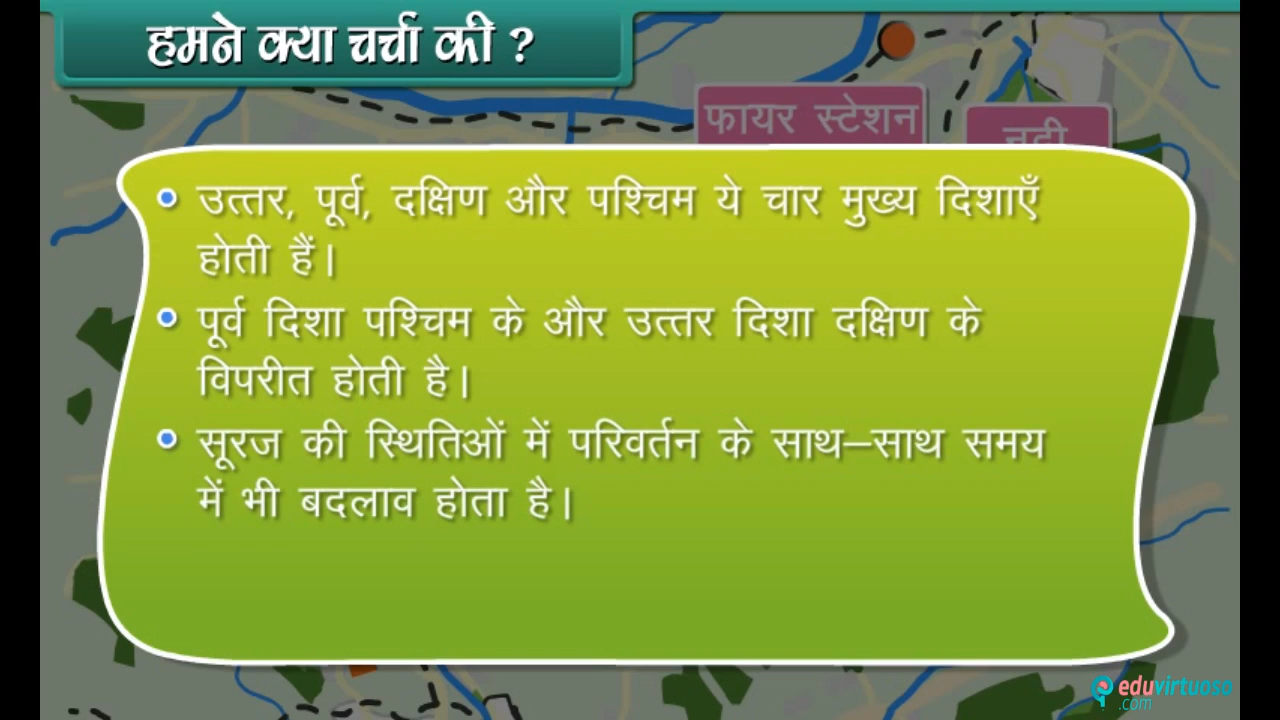 हमने क्या चर्चा की ?
फायर स्टेशन
नदी
• उत्तर, पूर्व, दक्षिण और पश्चिम ये चार मुख्य दिशाएँ
होती हैं।
• पूर्व दिशा पश्चिम के और उत्तर दिशा दक्षिण के
विपरीत होती है।
• सूरज की स्थितिओं में परिवर्तन के साथ–साथ समय
में भी बदलाव होता है।
eduvirtuoso
.com